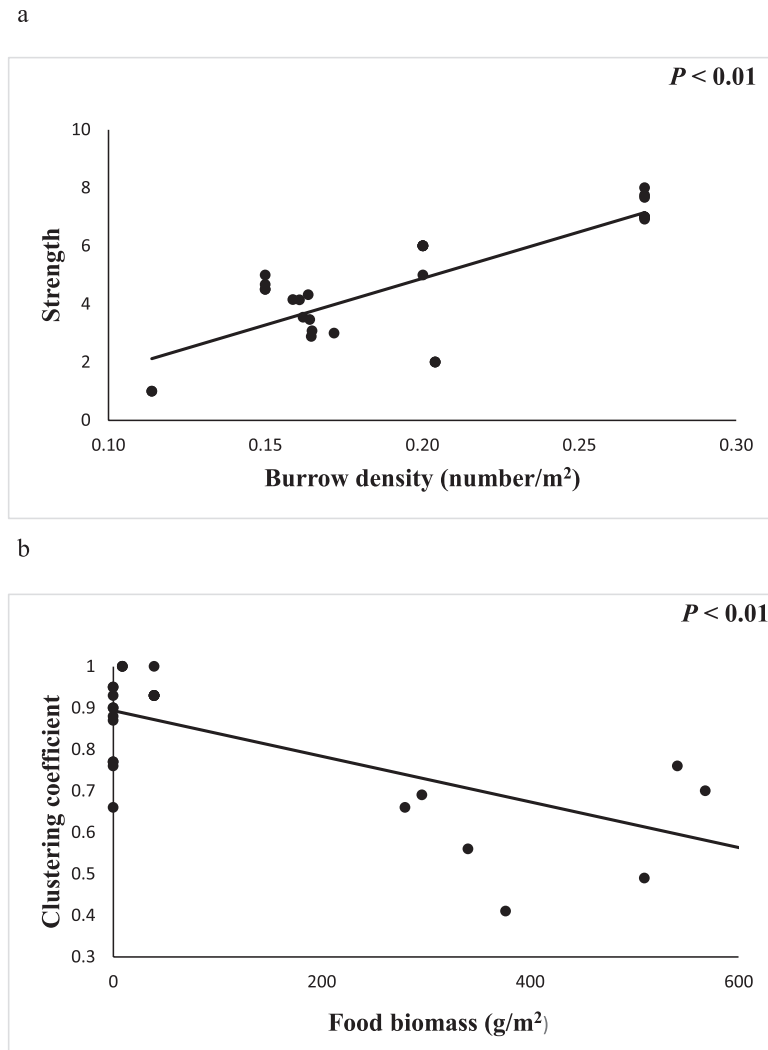 a
P < 0.01
10
8
6
4
2
0
Strength
0.10 0.15 0.20 0.25 0.30
Burrow density (number/m²)
b
P < 0.01
1
0.9
0.8
0.7
0.6
0.5
0.4
0.3
Clustering coefficient
0 200 400 600
Food biomass (g/m²)